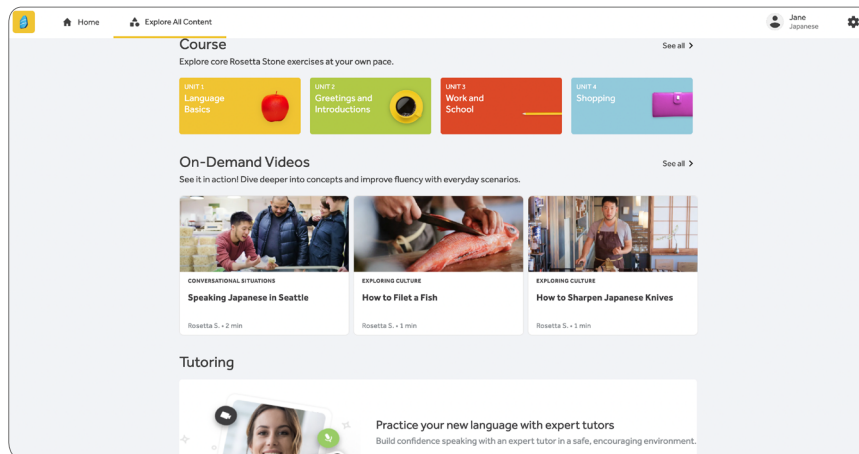 Home
Explore All Content
Jane
Japanese
Course
See all
Explore core Rosetta Stone exercises at your own pace.
UNIT 1
Language
Basics
UNIT 2
Greetings and
Introductions
UNIT 3
Work and
School
UNIT 4
Shopping
On-Demand Videos
See all
See it in action! Dive deeper into concepts and improve fluency with everyday scenarios.
CONVERSATIONAL SITUATIONS
Speaking Japanese in Seattle
Rosetta S. • 2 min
EXPLORING CULTURE
How to Filet a Fish
Rosetta S. • 1 min
EXPLORING CULTURE
How to Sharpen Japanese Knives
Rosetta S. • 1 min
Tutoring
Practice your new language with expert tutors
Build confidence speaking with an expert tutor in a safe, encouraging environment.